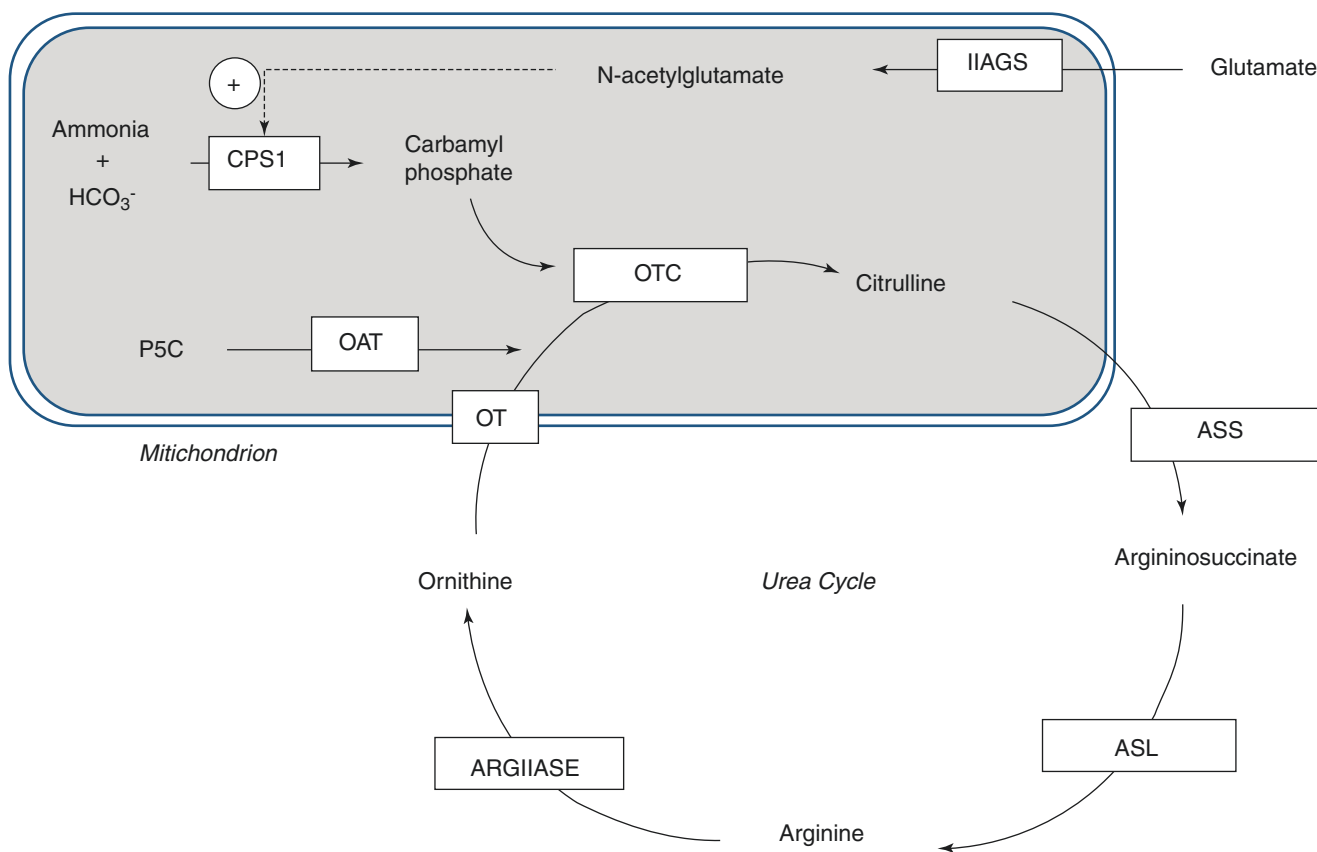 IIAGS
Glutamate
N-acetylglutamate
+
Ammonia
+
HCO₃⁻
CPS1
Carbamyl
phosphate
OTC
Citrulline
P5C
OAT
OT
ASS
Mitichondrion
Argininosuccinate
Ornithine
Urea Cycle
ASL
ARGIIASE
Arginine